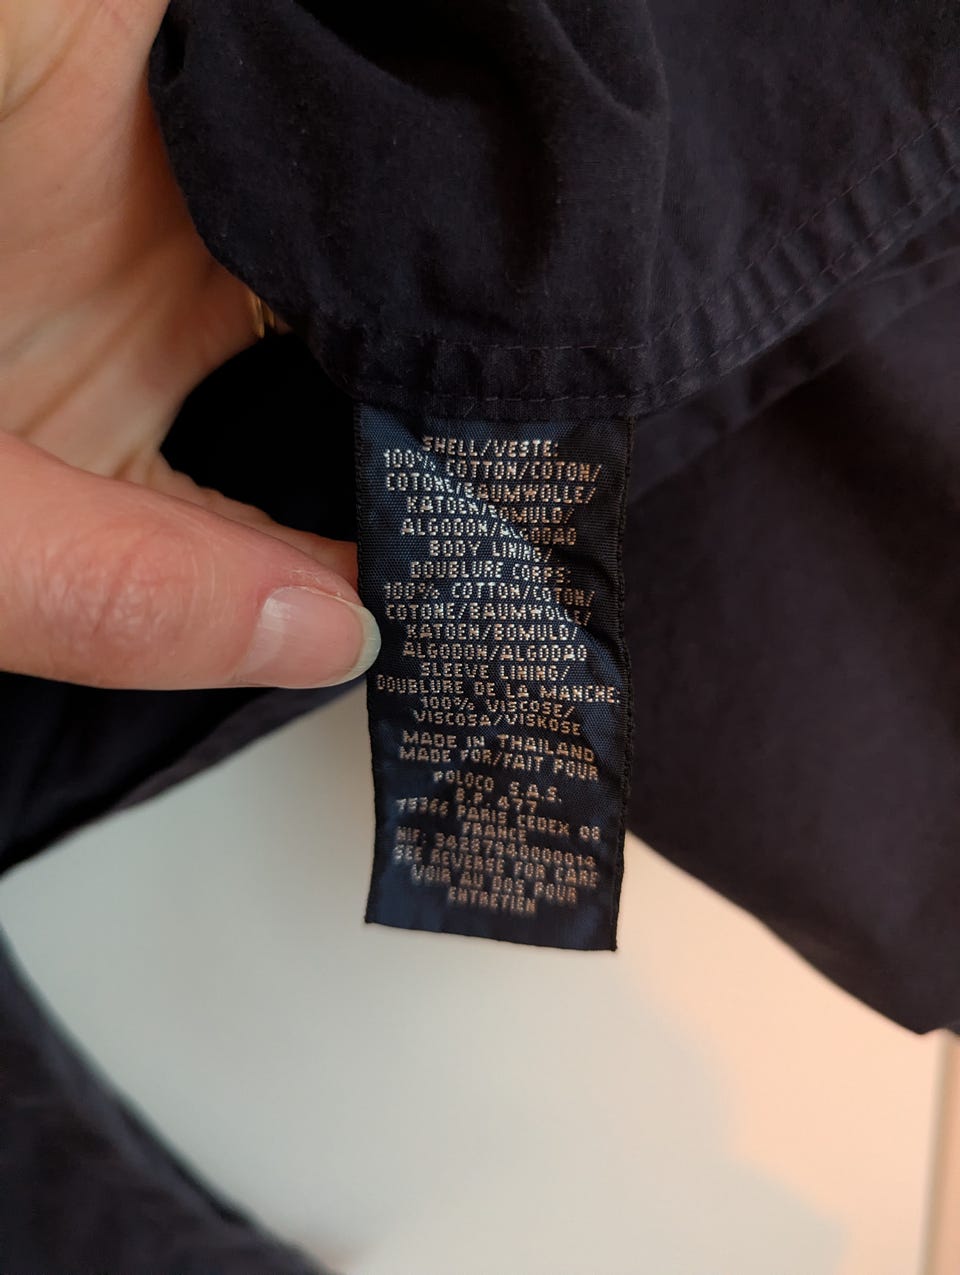 SHELL/VESTE:
100% COTTON/COTON/
COTONE/BAUMWOLLE/
KATOEN/BOMULD/
ALGODON/ALGODAO
BODY LINING/
DOUBLURE CORPS:
100% COTTON/COTON/
COTONE/BAUMWOLLE/
KATOEN/BOMULD/
ALGODON/ALGODAO
SLEEVE LINING/
DOUBLURE DE LA MANCHE:
100% VISCOSE/
VISCOSA/VISKOSE
MADE IN THAILAND
MADE FOR/FAIT POUR
POLOCO S.A.S.
B.P. 477
75366 PARIS CEDEX 08
FRANCE
NIF: 34287940000014
SEE REVERSE FOR CARE
VOIR AU DOS POUR
ENTRETIEN